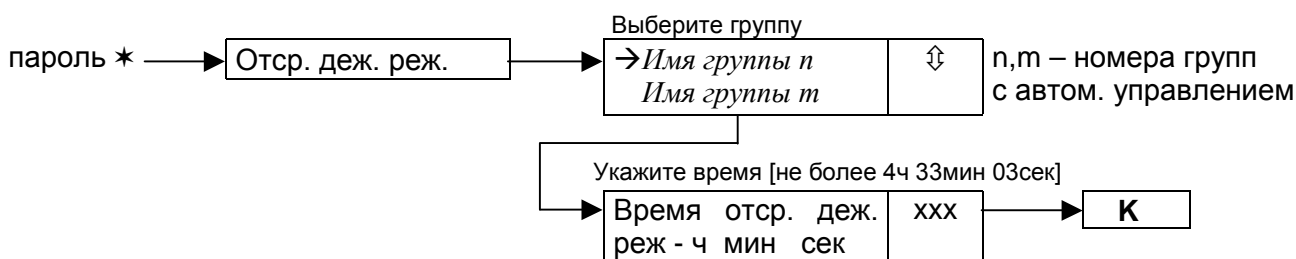 Выберите группу
пароль ✶ Отср. деж. реж. →Имя группы n ⇳ n,m – номера групп
Имя группы m с автом. управлением
Укажите время [не более 4ч 33мин 03сек]
Время отср. деж. xxx К
реж - ч мин сек